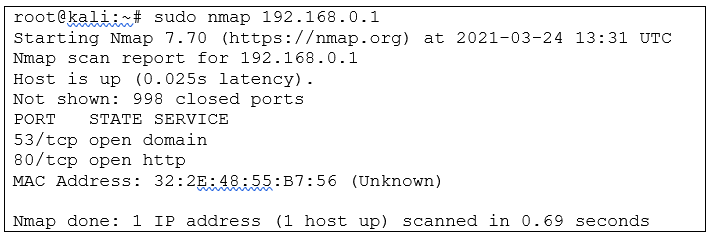 root@kali:~# sudo nmap 192.168.0.1
Starting Nmap 7.70 (https://nmap.org) at 2021-03-24 13:31 UTC
Nmap scan report for 192.168.0.1
Host is up (0.025s latency).
Not shown: 998 closed ports
PORT   STATE SERVICE
53/tcp open domain
80/tcp open http
MAC Address: 32:2E:48:55:B7:56 (Unknown)

Nmap done: 1 IP address (1 host up) scanned in 0.69 seconds